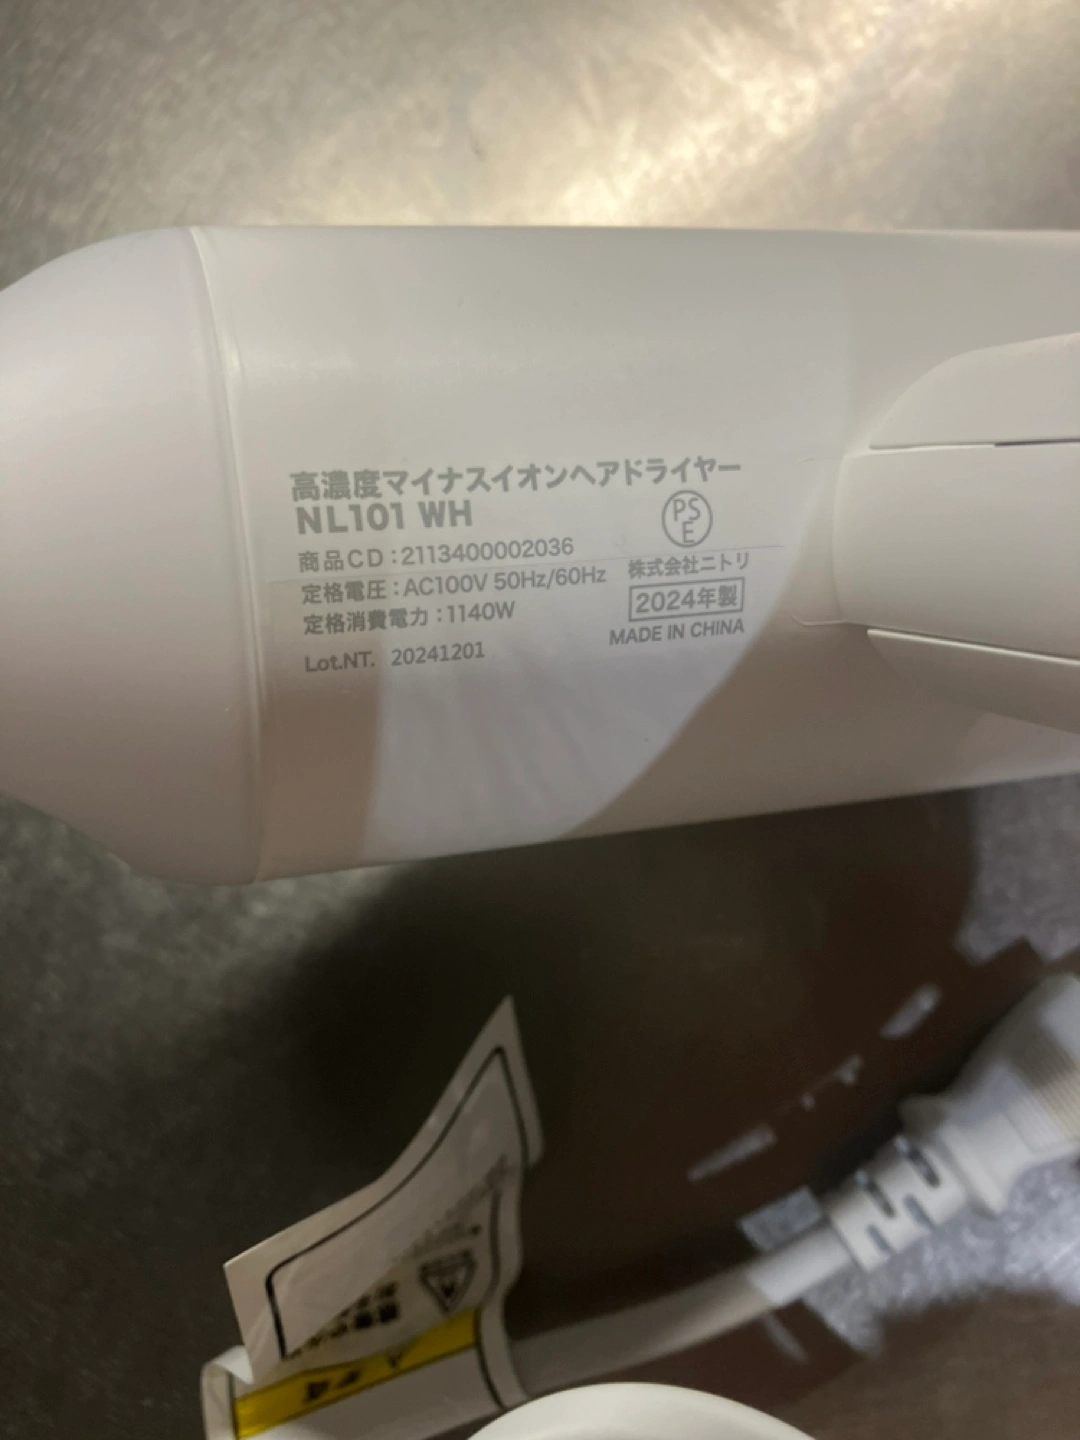 高濃度マイナスイオンヘアドライヤー
NL101 WH
PSE
商品CD:2113400002036
株式会社ニトリ
定格電圧:AC100V 50Hz/60Hz
2024年製
定格消費電力:1140W
MADE IN CHINA
Lot.NT. 20241201